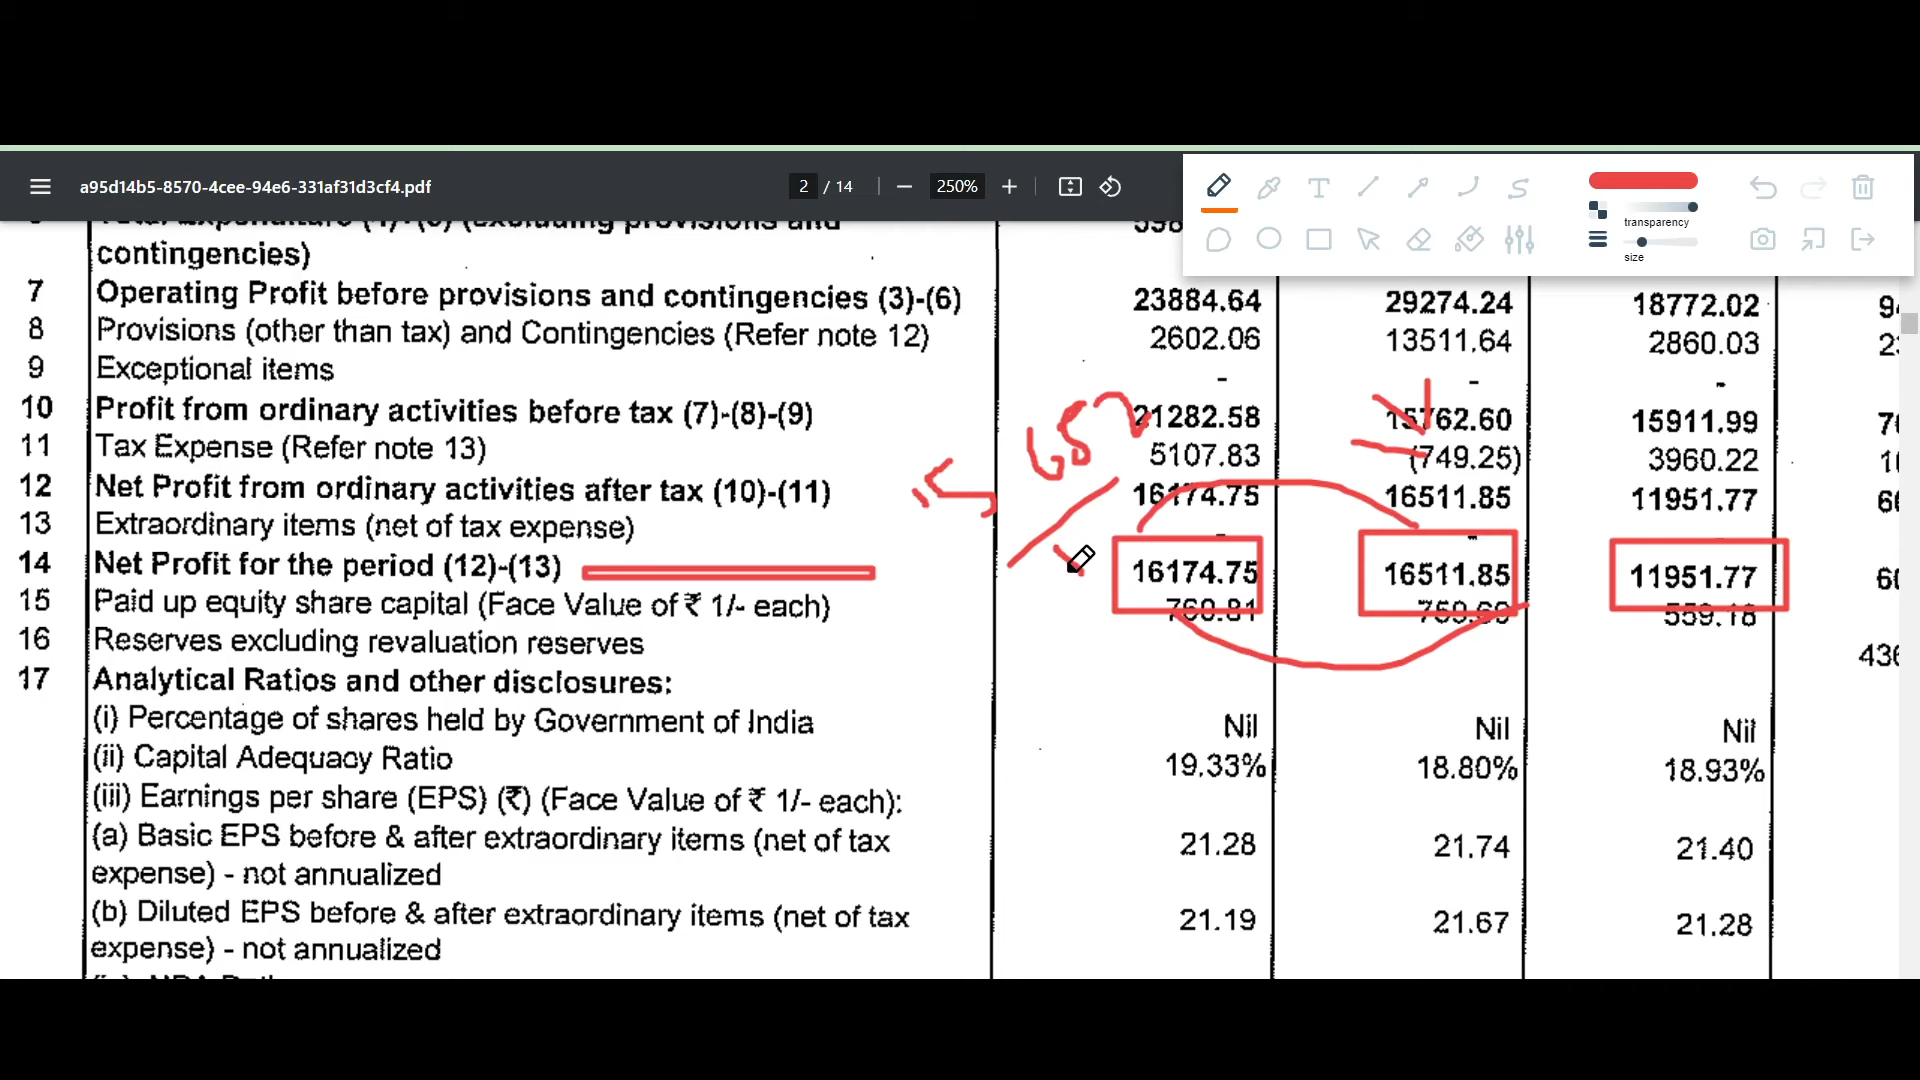 a95d14b5-8570-4cee-94e6-331af31d3cf4.pdf 2 / 14 250%
transparency
size
contingencies)
7 Operating Profit before provisions and contingencies (3)-(6) 23884.64 29274.24 18772.02
8 Provisions (other than tax) and Contingencies (Refer note 12) 2602.06 13511.64 2860.03
9 Exceptional items - - -
10 Profit from ordinary activities before tax (7)-(8)-(9) 21282.58 15762.60 15911.99
11 Tax Expense (Refer note 13) 5107.83 (749.25) 3960.22
12 Net Profit from ordinary activities after tax (10)-(11) 16174.75 16511.85 11951.77
13 Extraordinary items (net of tax expense) - -
14 Net Profit for the period (12)-(13) 16174.75 16511.85 11951.77
15 Paid up equity share capital (Face Value of ₹ 1/- each) 559.18
16 Reserves excluding revaluation reserves
17 Analytical Ratios and other disclosures:
(i) Percentage of shares held by Government of India Nil Nil Nil
(ii) Capital Adequacy Ratio 19.33% 18.80% 18.93%
(iii) Earnings per share (EPS) (₹) (Face Value of ₹ 1/- each):
(a) Basic EPS before & after extraordinary items (net of tax 21.28 21.74 21.40
expense) - not annualized
(b) Diluted EPS before & after extraordinary items (net of tax 21.19 21.67 21.28
expense) - not annualized